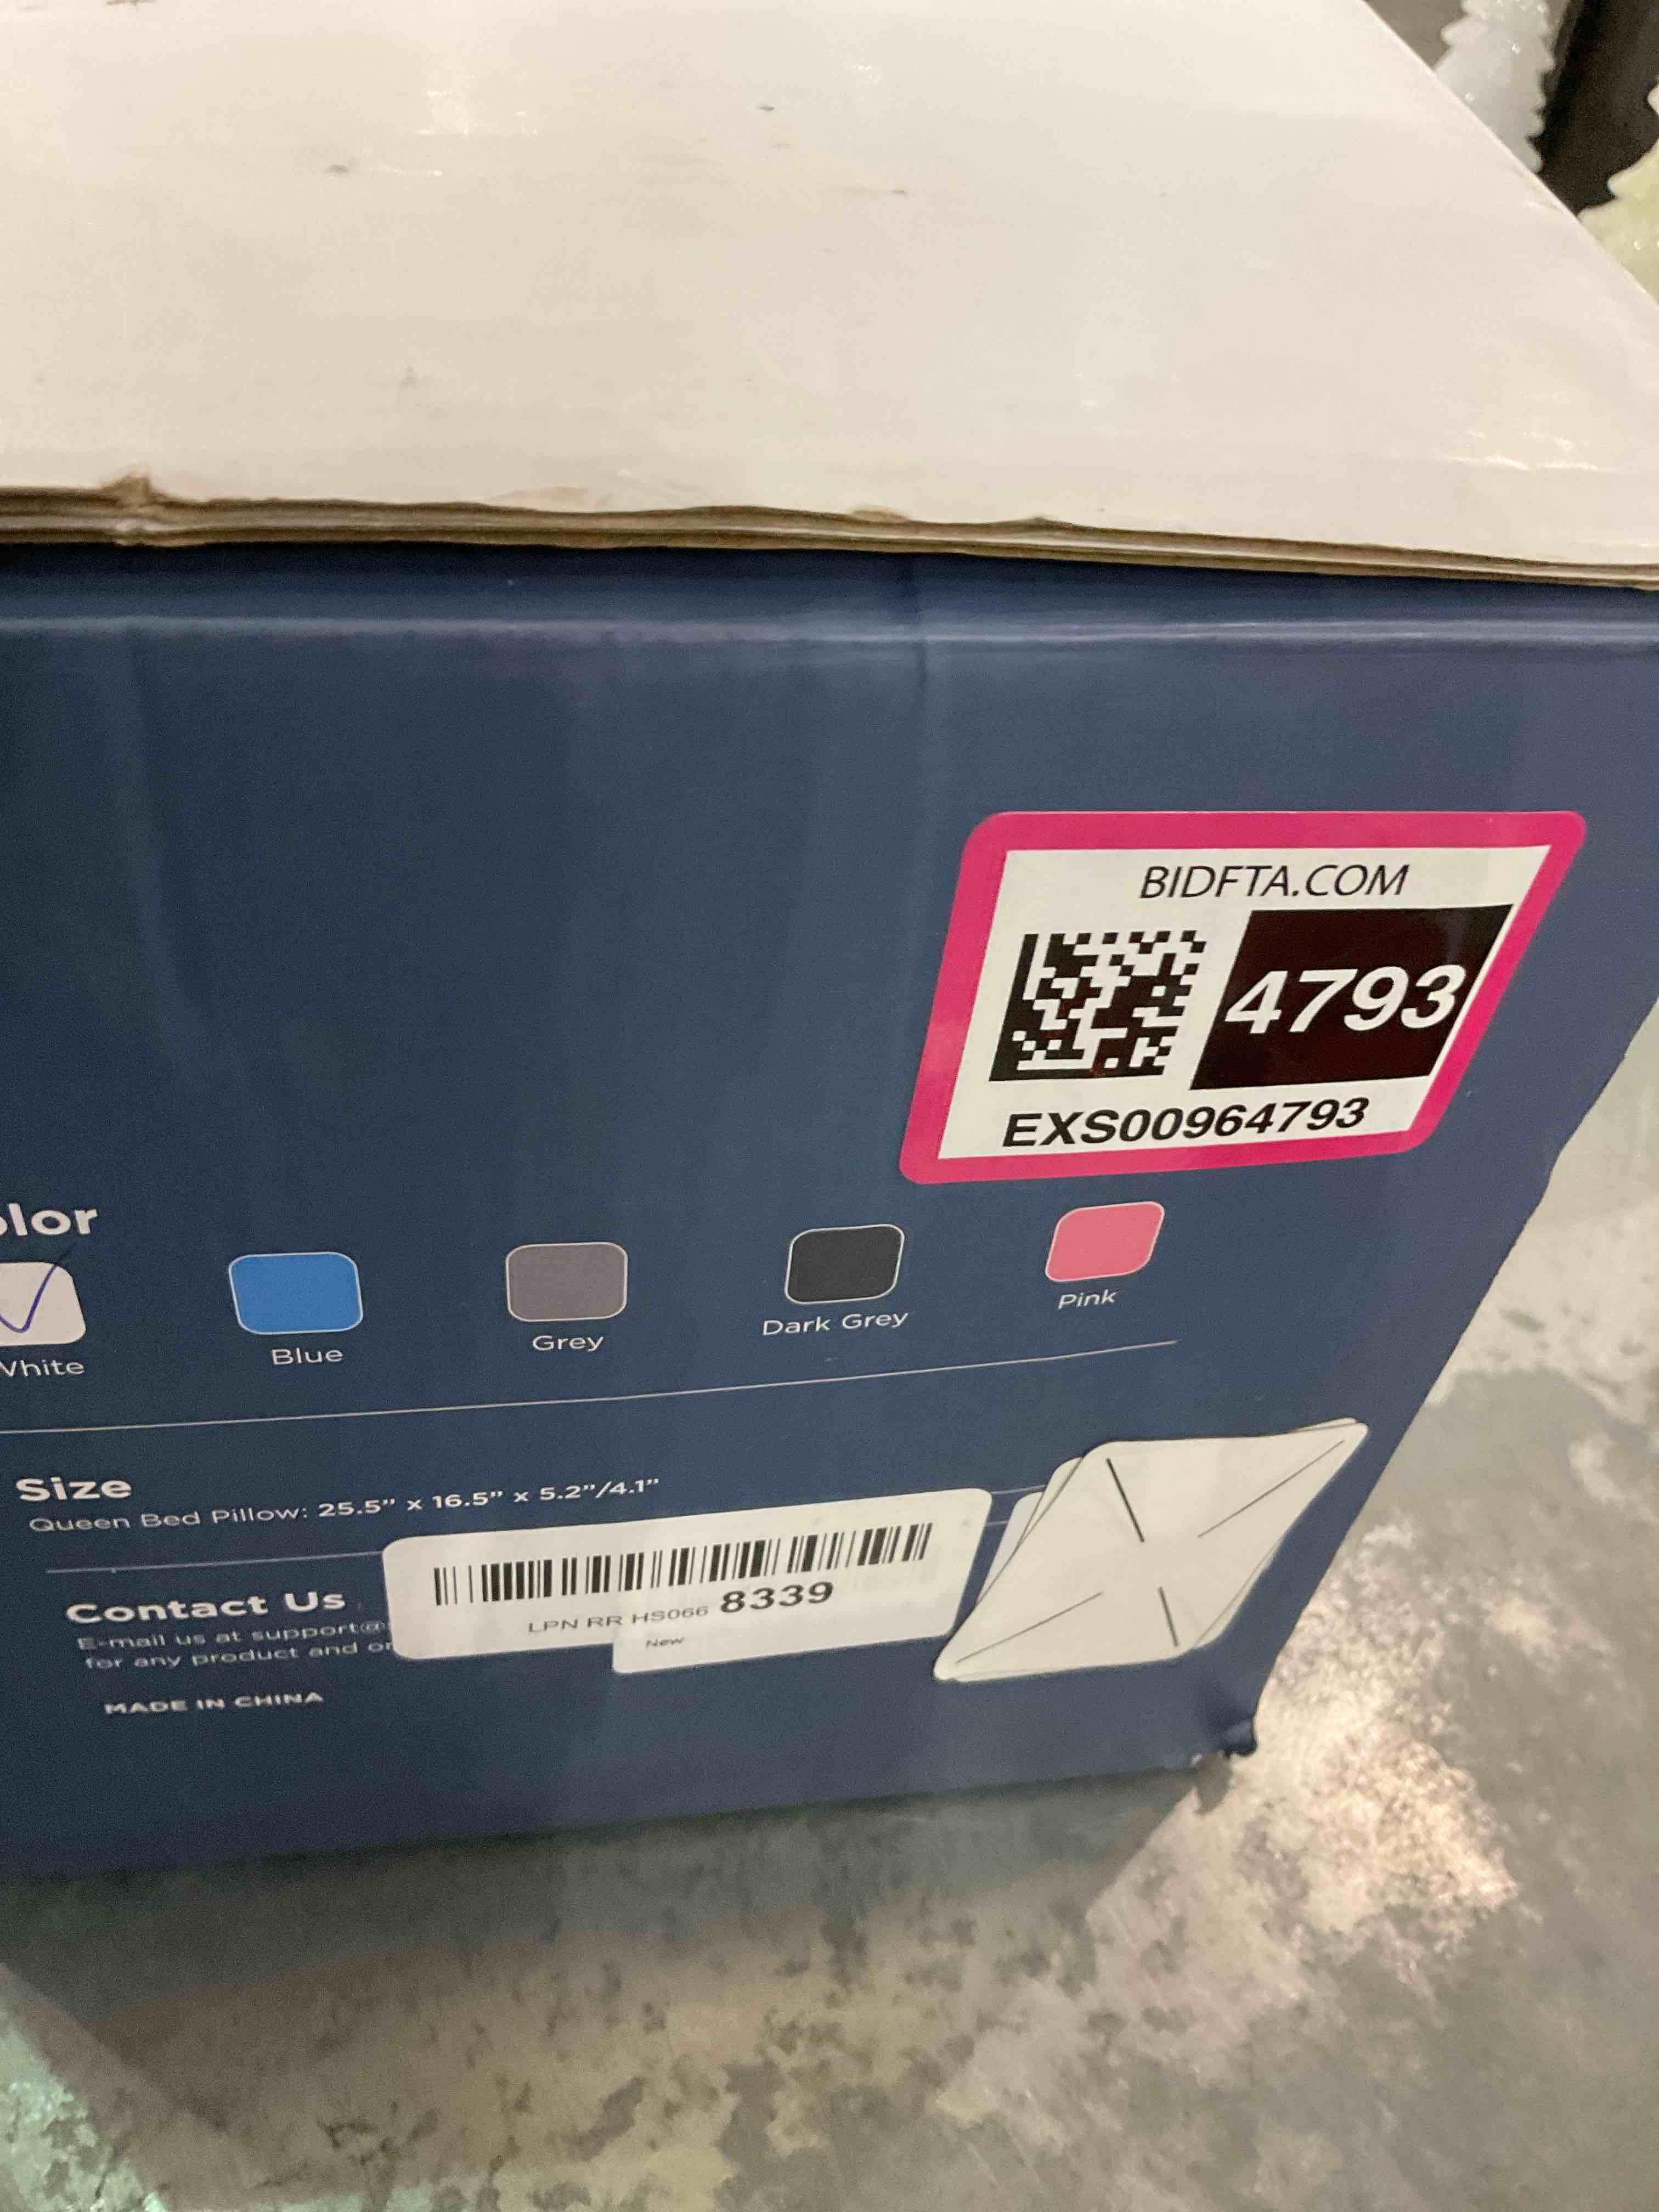 BIDFTA.COM
4793
EXS00964793
olor
White
Blue
Grey
Dark Grey
Pink
Size
Queen Bed Pillow: 25.5” x 16.5” x 5.2”/4.1”
Contact Us
E-mail us at support@
for any product and or
MADE IN CHINA
LPN RR HS066 8339
New